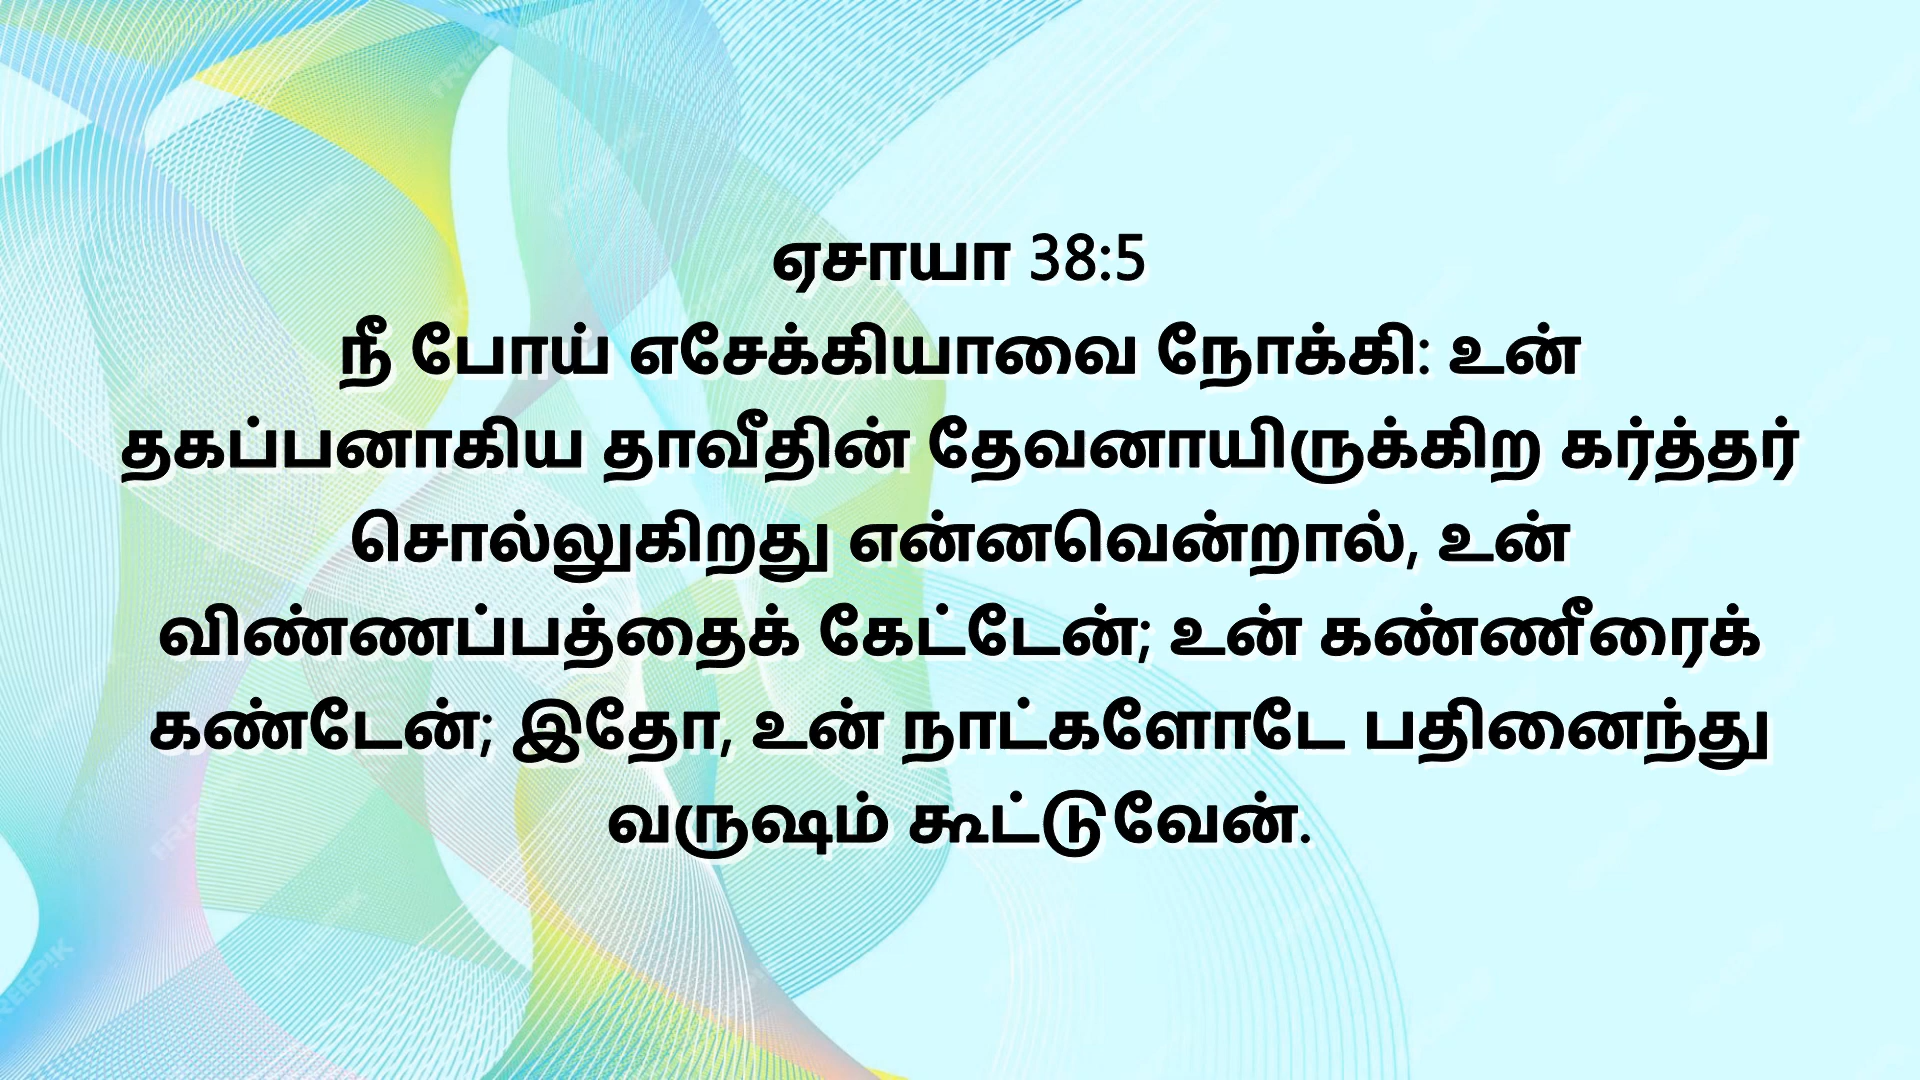 ஏசாயா 38:5
நீ போய் எசேக்கியாவை நோக்கி: உன்
தகப்பனாகிய தாவீதின் தேவனாயிருக்கிற கர்த்தர்
சொல்லுகிறது என்னவென்றால், உன்
விண்ணப்பத்தைக் கேட்டேன்; உன் கண்ணீரைக்
கண்டேன்; இதோ, உன் நாட்களோடே பதினைந்து
வருஷம் கூட்டுவேன்.